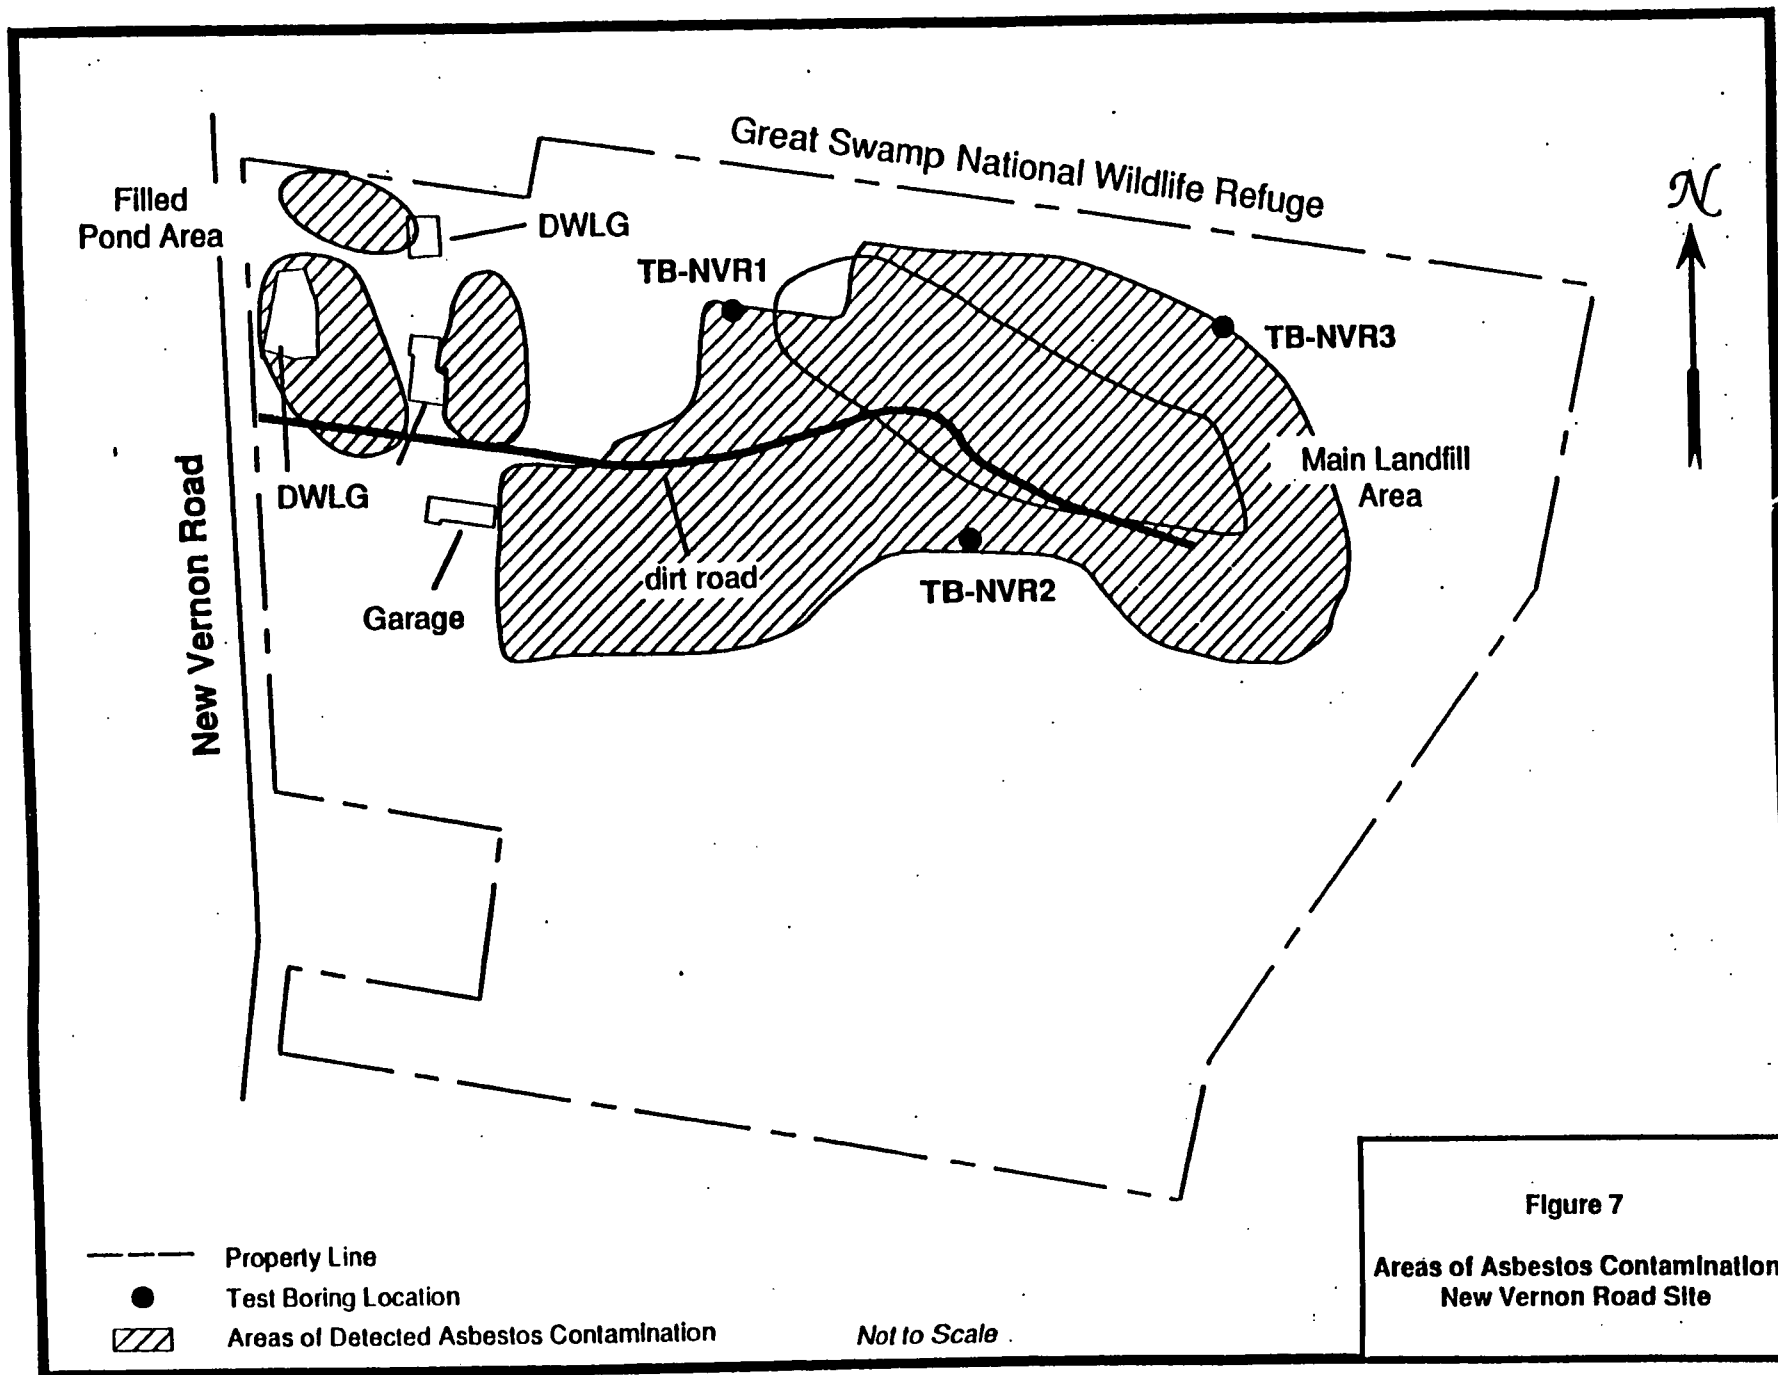 Great Swamp National Wildlife Refuge
N
Filled
Pond Area
DWLG
TB-NVR1
TB-NVR3
Main Landfill
Area
DWLG
New Vernon Road
dirt road
TB-NVR2
Garage
Figure 7
Areas of Asbestos Contamination
New Vernon Road Site
Property Line
Test Boring Location
Areas of Detected Asbestos Contamination
Not to Scale